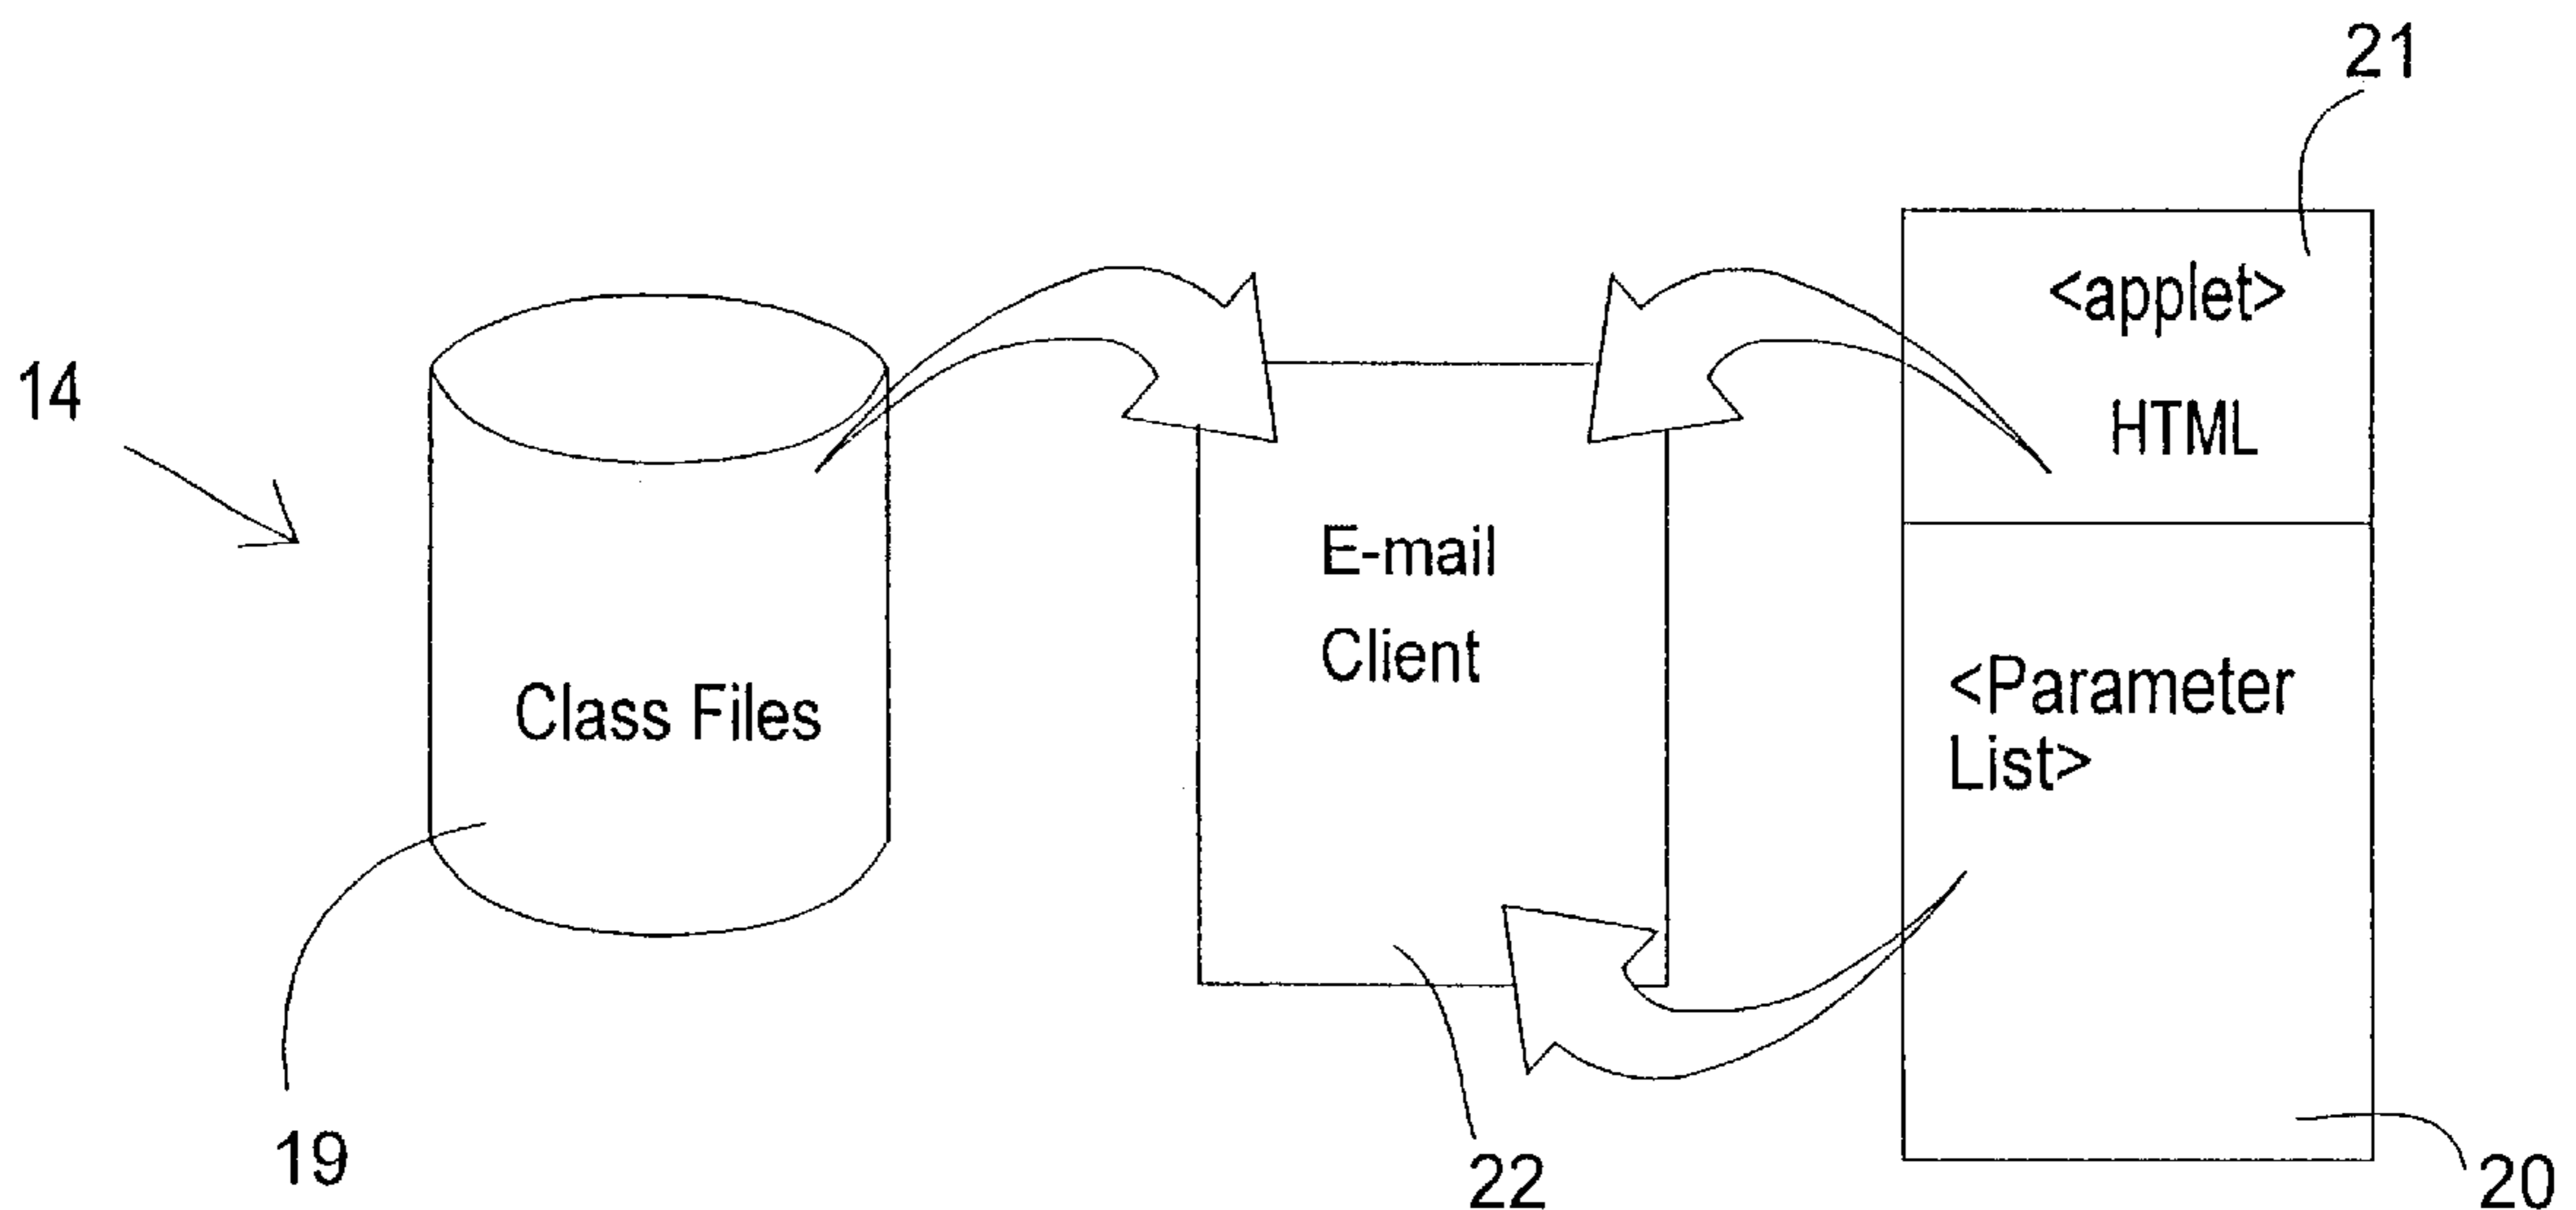 21
<applet>
HTML
14
E-mail
Client
Class Files
<Parameter
List>
19
22
20